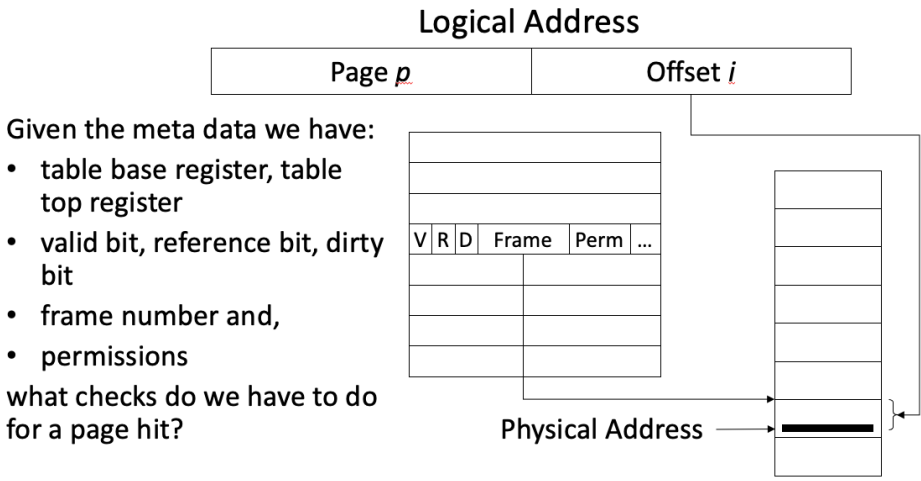 Logical Address
Page p
Offset i
Given the meta data we have:
• table base register, table
top register
• valid bit, reference bit, dirty
bit
• frame number and,
• permissions
what checks do we have to do
for a page hit?
V R D Frame Perm ...
Physical Address